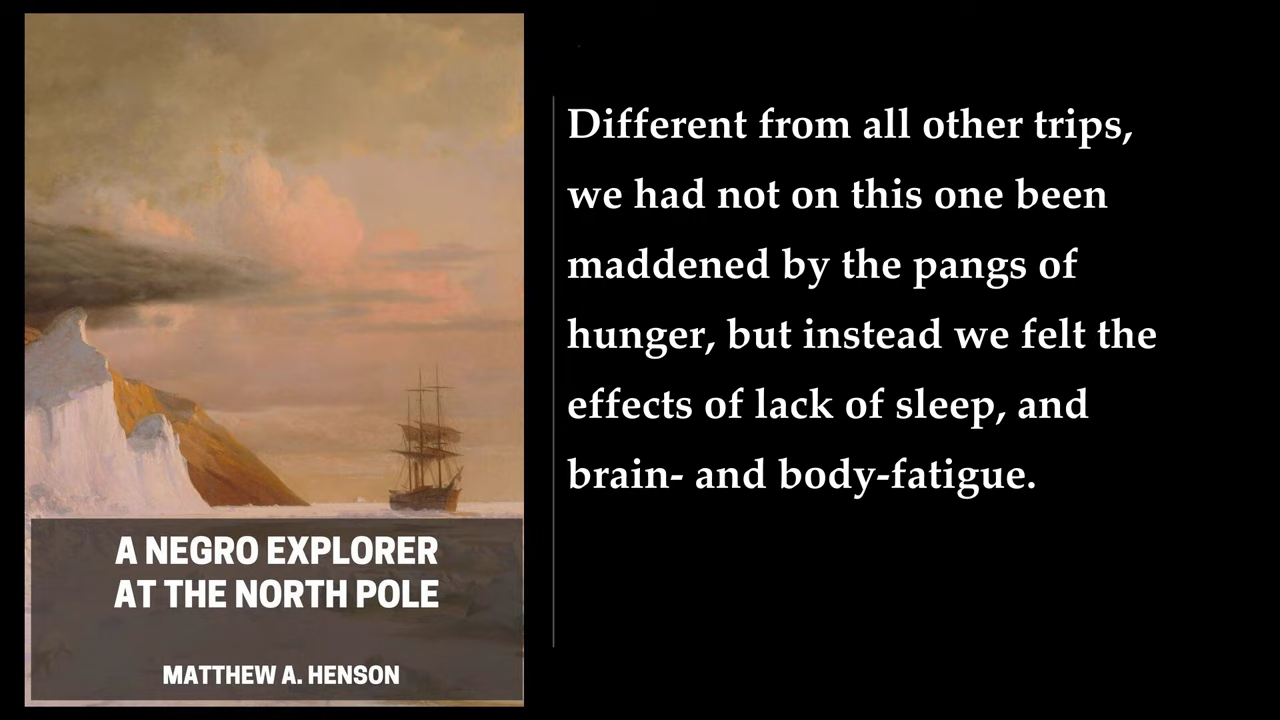 A NEGRO EXPLORER
AT THE NORTH POLE
MATTHEW A. HENSON
Different from all other trips,
we had not on this one been
maddened by the pangs of
hunger, but instead we felt the
effects of lack of sleep, and
brain- and body-fatigue.